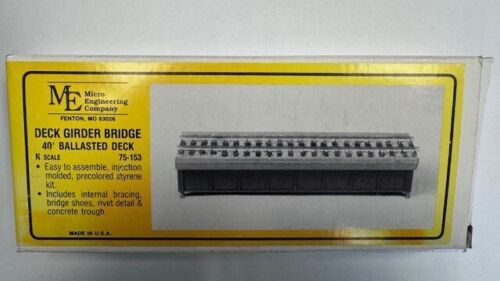 ME
Micro
Engineering
Company
FENTON, MO 63026
DECK GIRDER BRIDGE
40' BALLASTED DECK
N SCALE 75-153
• Easy to assemble, injection
molded, precolored styrene
kit.
• Includes internal bracing,
bridge shoes, rivet detail &
concrete trough.
MADE IN U.S.A.